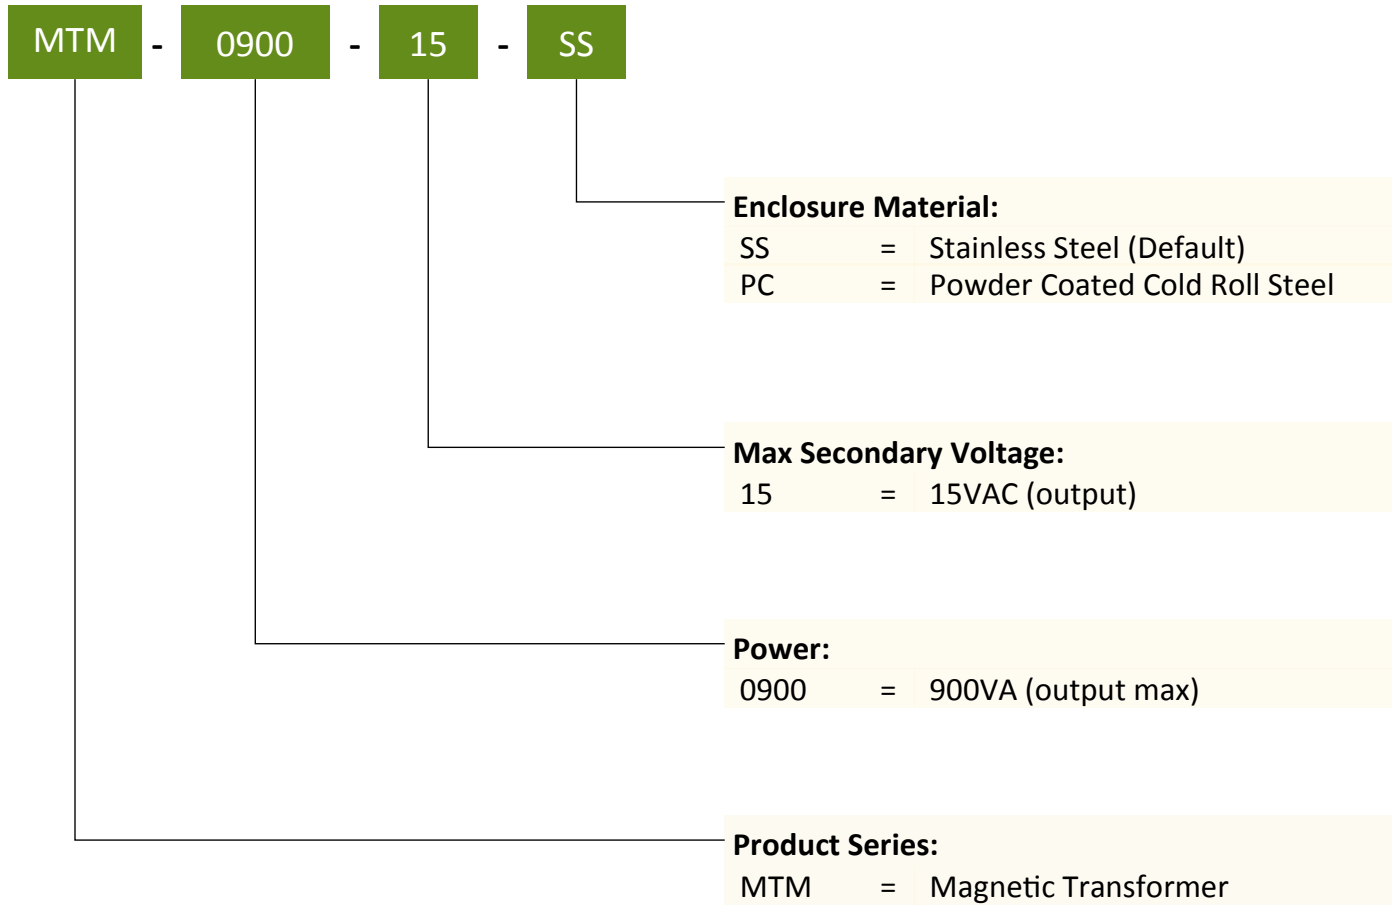 MTM - 0900 - 15 - SS
Enclosure Material:
SS = Stainless Steel (Default)
PC = Powder Coated Cold Roll Steel
Max Secondary Voltage:
15 = 15VAC (output)
Power:
0900 = 900VA (output max)
Product Series:
MTM = Magnetic Transformer